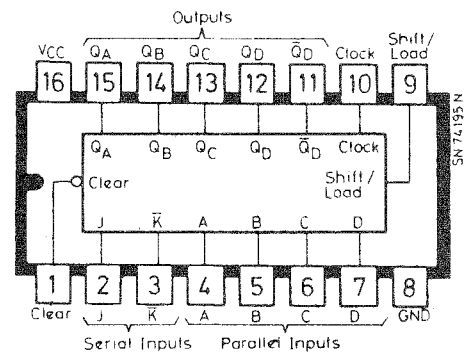 Outputs
VCC QA QB QC QD Q̅D Clock Shift/Load
16 15 14 13 12 11 10 9
QA QB QC QD Q̅D Clock
Clear Shift/Load
J K̅ A B C D
1 2 3 4 5 6 7 8
Clear J K̅ A B C D GND
Serial Inputs Parallel Inputs
SN 74195 N